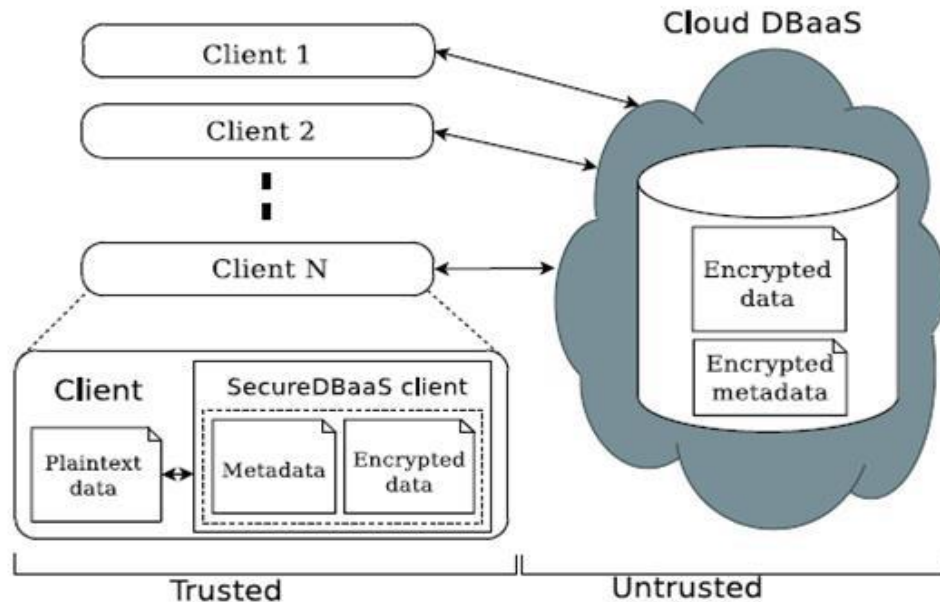 Cloud DBaaS
Client 1
Client 2
Client N
Encrypted
data
Encrypted
metadata
Client
SecureDBaaS client
Plaintext
data
Metadata
Encrypted
data
Trusted
Untrusted